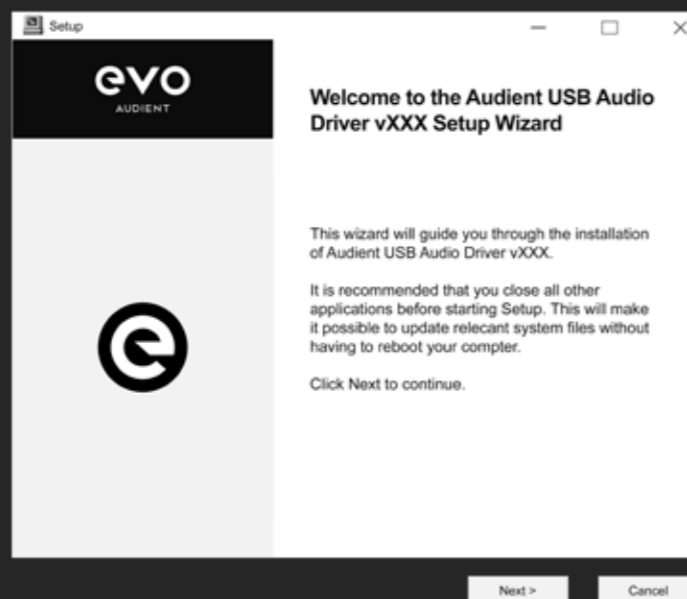 Setup
evo
AUDIENT
Welcome to the Audient USB Audio
Driver vXXX Setup Wizard
This wizard will guide you through the installation
of Audient USB Audio Driver vXXX.
It is recommended that you close all other
applications before starting Setup. This will make
it possible to update relecant system files without
having to reboot your compter.
Click Next to continue.
e
Next >
Cancel